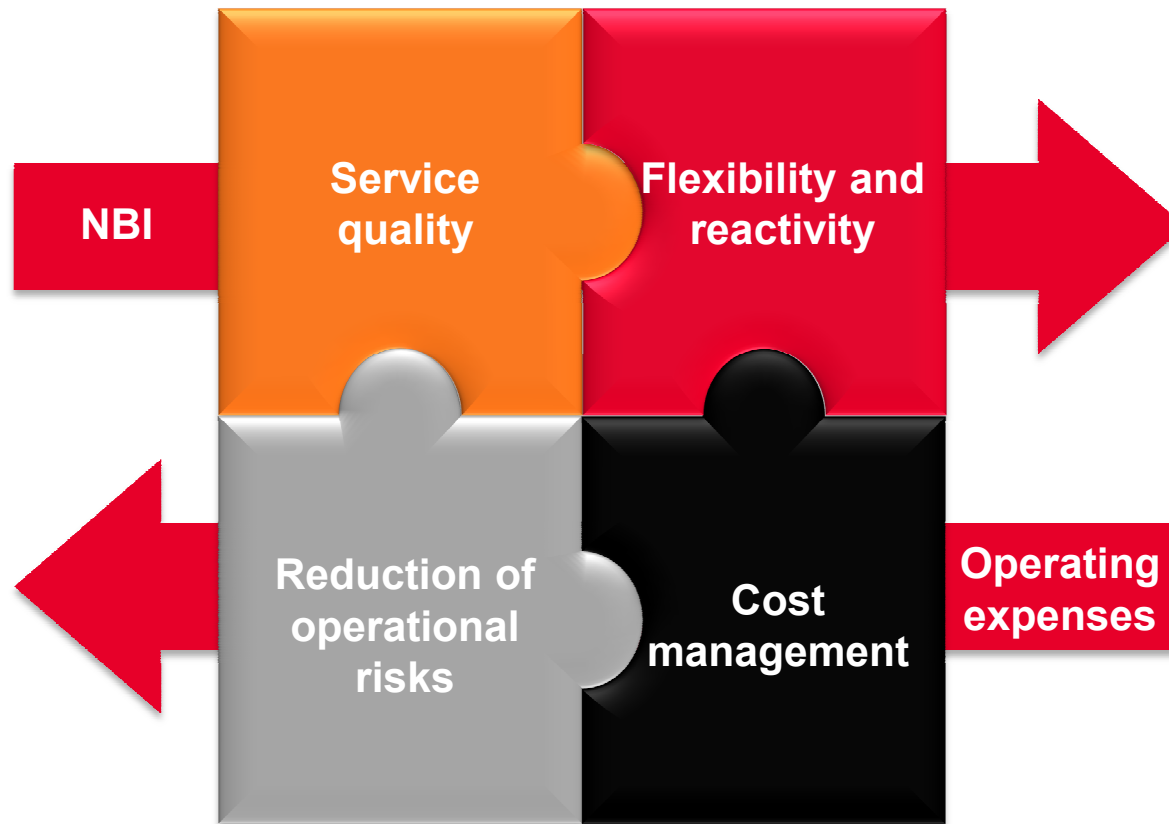 NBI
Service
quality
Flexibility and
reactivity
Reduction of
operational
risks
Cost
management
Operating
expenses